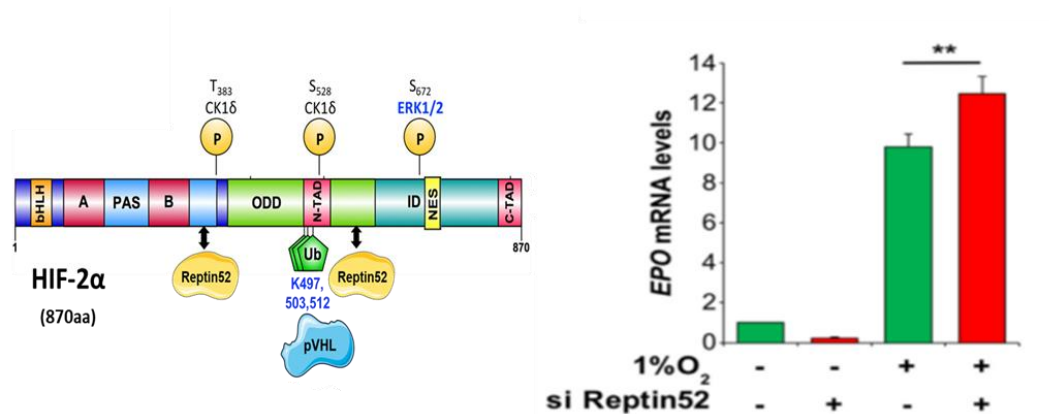 T383 S528 S672
CK1δ CK1δ ERK1/2
P P P
bHLH A PAS B ODD N-TAD ID NES C-TAD
1 870
Reptin52 Ub Reptin52
HIF-2α
(870aa)
K497,
503,512
pVHL
**
14
12
10
8
6
4
2
0
EPO mRNA levels
1%O2 - - + +
si Reptin52 - + - +